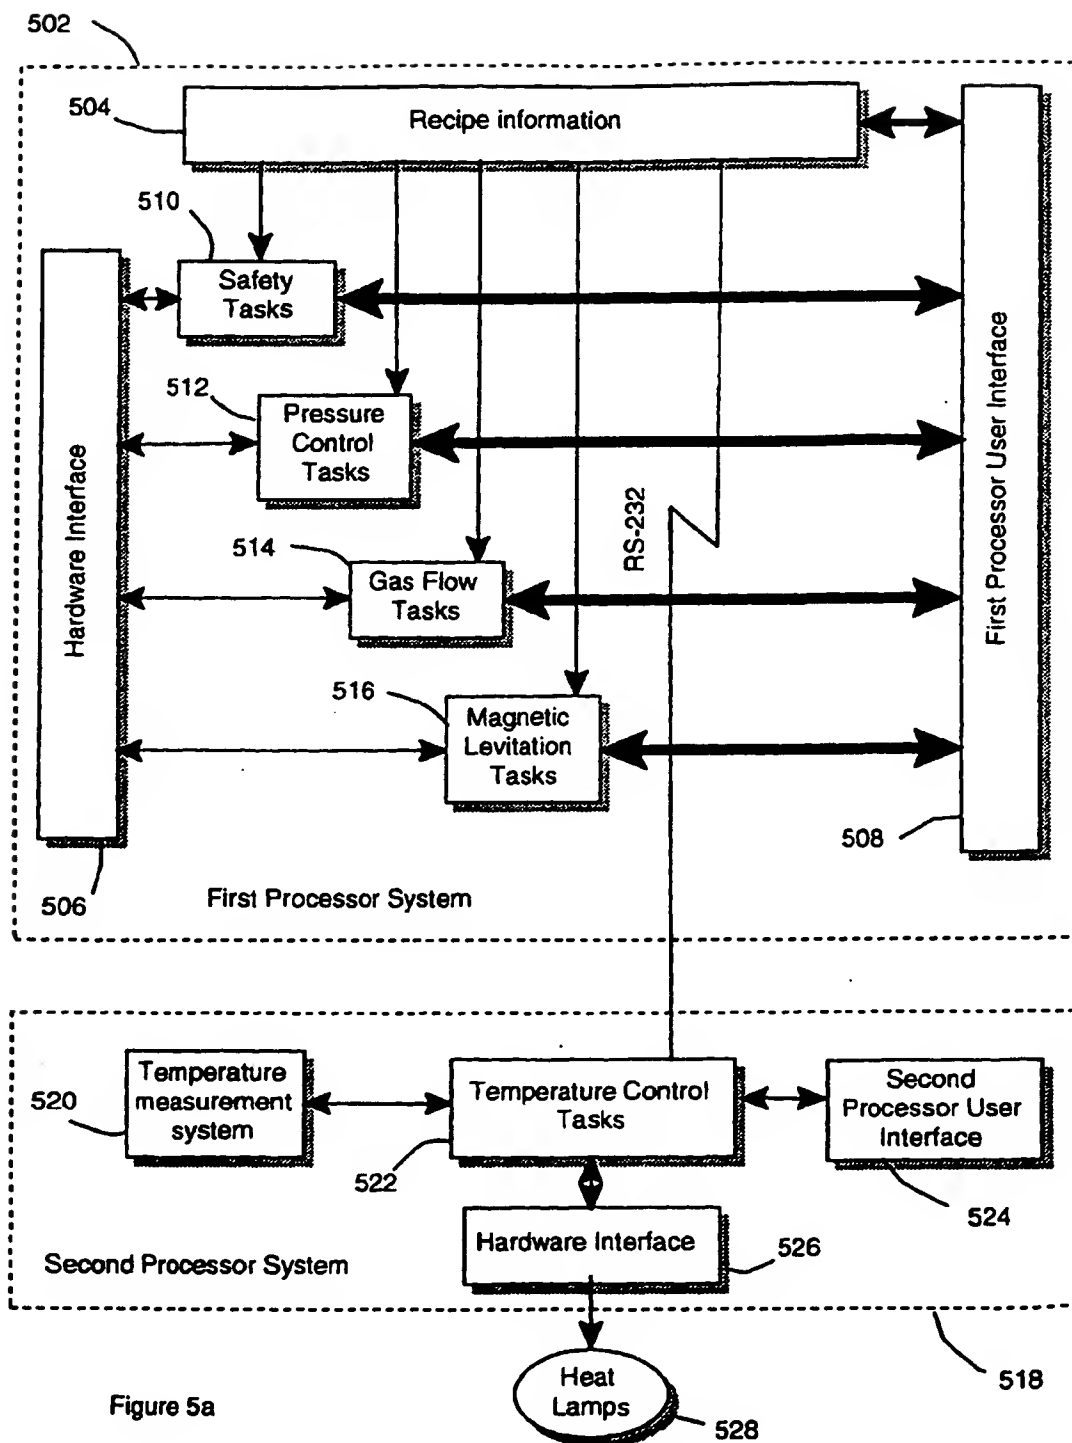 502
504
Recipe information
510
Safety
Tasks
512
Pressure
Control
Tasks
514
Gas Flow
Tasks
516
Magnetic
Levitation
Tasks
RS-232
Hardware Interface
First Processor User Interface
506
508
First Processor System
Temperature
measurement
system
520
Temperature Control
Tasks
522
Second
Processor User
Interface
524
Hardware Interface
526
Second Processor System
518
Heat
Lamps
528
Figure 5a